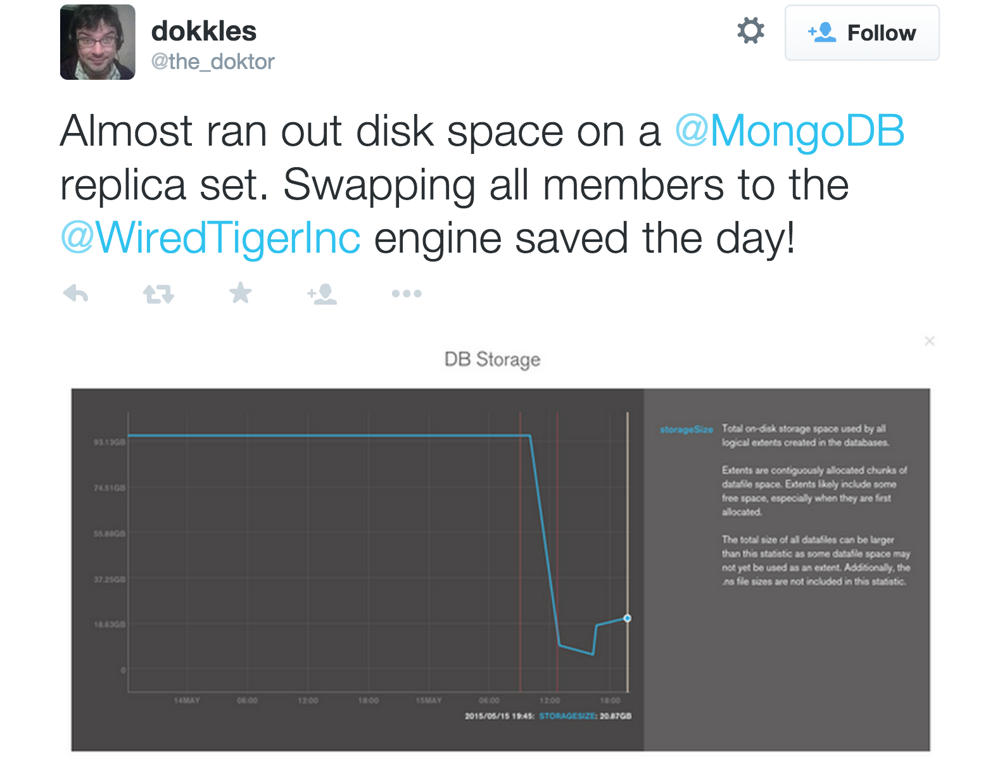 dokkles
@the_doktor
Follow
Almost ran out disk space on a @MongoDB
replica set. Swapping all members to the
@WiredTigerInc engine saved the day!
DB Storage
93.13GB
74.51GB
55.88GB
37.25GB
18.63GB
0
14MAY 06:00 12:00 18:00 15MAY 06:00 12:00 18:00
2015/05/15 19:45: STORAGESIZE: 20.87GB
storageSize Total on-disk storage space used by all
logical extents created in the databases.
Extents are contiguously allocated chunks of
datafile space. Extents likely include some
free space, especially when they are first
allocated.
The total size of all datafiles can be larger
than this statistic as some datafile space may
not yet be used as an extent. Additionally, the
.ns file sizes are not included in this statistic.